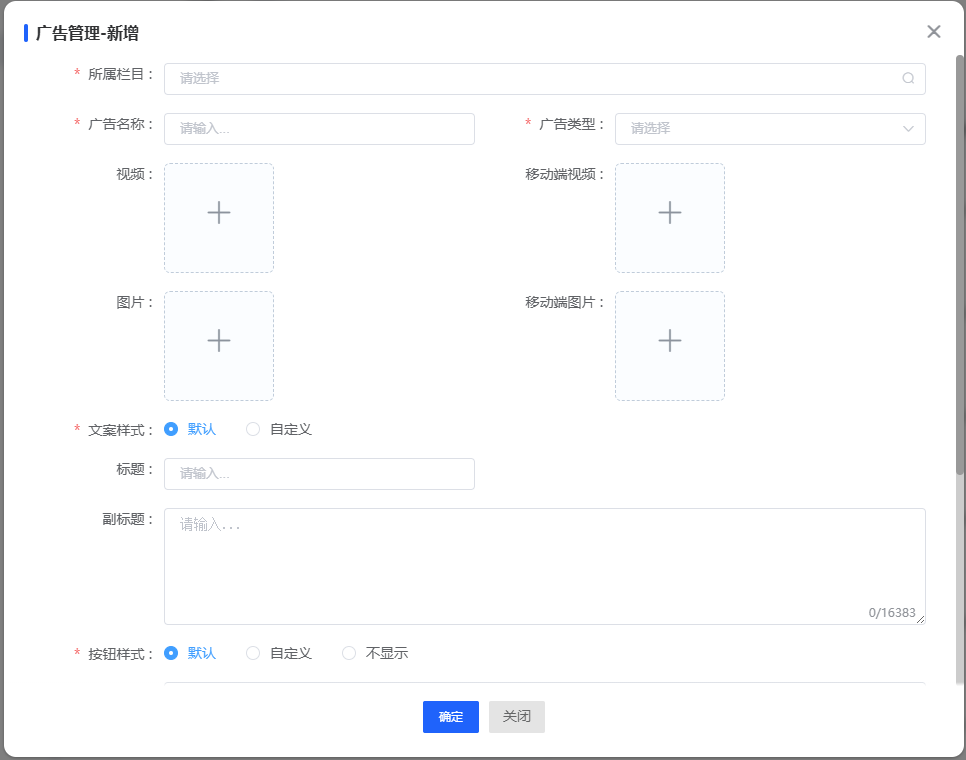 广告管理-新增
* 所属栏目： 请选择
* 广告名称： 请输入... * 广告类型： 请选择
视频： 移动端视频：
图片： 移动端图片：
* 文案样式： 默认 自定义
标题： 请输入...
副标题： 请输入...
0/16383
* 按钮样式： 默认 自定义 不显示
确定 关闭